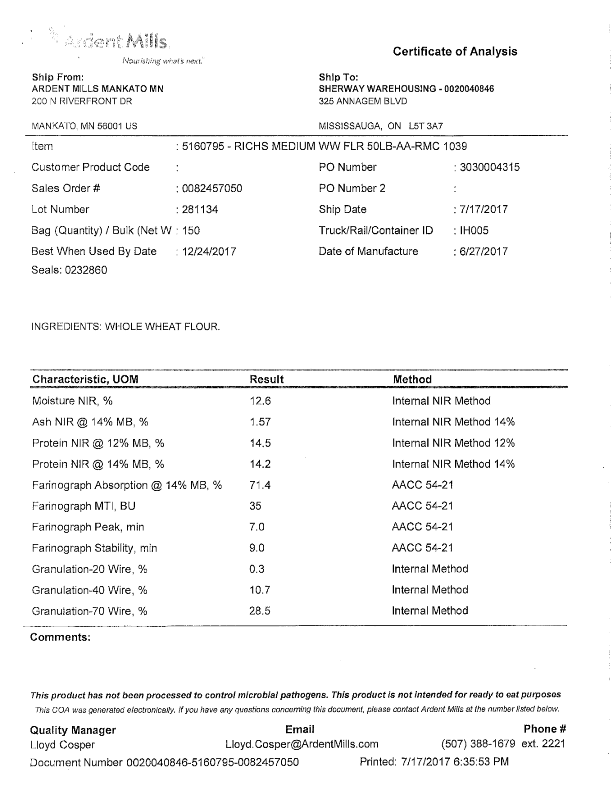 Ardent Mills
Nourishing what's next.
Certificate of Analysis
Ship From:
ARDENT MILLS MANKATO MN
200 N RIVERFRONT DR
MANKATO, MN 56001 US
Ship To:
SHERWAY WAREHOUSING - 0020040846
325 ANNAGEM BLVD
MISSISSAUGA, ON L5T 3A7
Item : 5160795 - RICHS MEDIUM WW FLR 50LB-AA-RMC 1039
Customer Product Code : PO Number : 3030004315
Sales Order # : 0082457050 PO Number 2 :
Lot Number : 281134 Ship Date : 7/17/2017
Bag (Quantity) / Bulk (Net W : 150 Truck/Rail/Container ID : IH005
Best When Used By Date : 12/24/2017 Date of Manufacture : 6/27/2017
Seals: 0232860
INGREDIENTS: WHOLE WHEAT FLOUR.
Characteristic, UOM Result Method
Moisture NIR, % 12.6 Internal NIR Method
Ash NIR @ 14% MB, % 1.57 Internal NIR Method 14%
Protein NIR @ 12% MB, % 14.5 Internal NIR Method 12%
Protein NIR @ 14% MB, % 14.2 Internal NIR Method 14%
Farinograph Absorption @ 14% MB, % 71.4 AACC 54-21
Farinograph MTI, BU 35 AACC 54-21
Farinograph Peak, min 7.0 AACC 54-21
Farinograph Stability, min 9.0 AACC 54-21
Granulation-20 Wire, % 0.3 Internal Method
Granulation-40 Wire, % 10.7 Internal Method
Granulation-70 Wire, % 28.5 Internal Method
Comments:
This product has not been processed to control microbial pathogens. This product is not intended for ready to eat purposes
This COA was generated electronically. If you have any questions concerning this document, please contact Ardent Mills at the number listed below.
Quality Manager Email Phone #
Lloyd Cosper Lloyd.Cosper@ArdentMills.com (507) 388-1679 ext. 2221
Document Number 0020040846-5160795-0082457050 Printed: 7/17/2017 6:35:53 PM